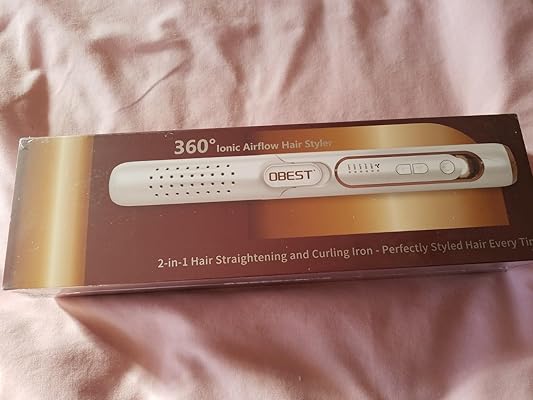 360° Ionic Airflow Hair Styler
OBEST
2-in-1 Hair Straightening and Curling Iron - Perfectly Styled Hair Every